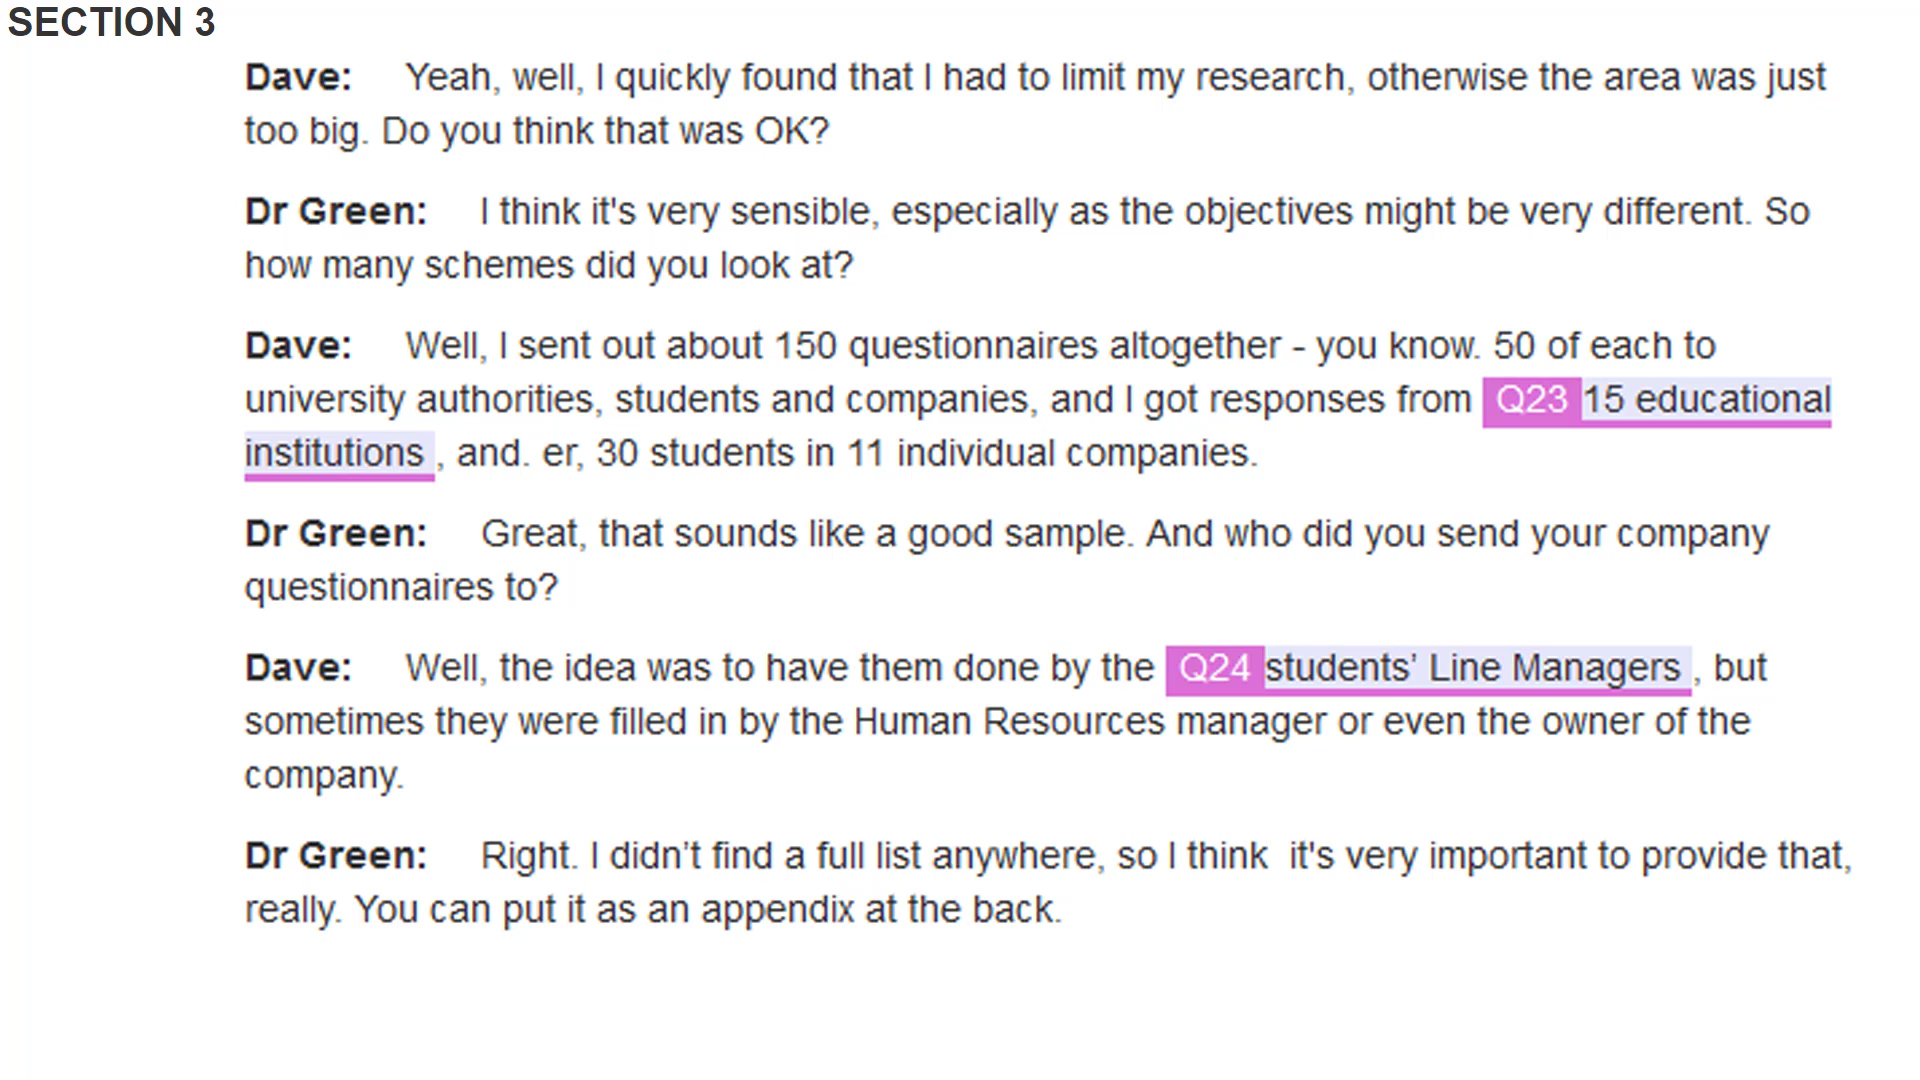 SECTION 3
Dave: Yeah, well, I quickly found that I had to limit my research, otherwise the area was just
too big. Do you think that was OK?
Dr Green: I think it's very sensible, especially as the objectives might be very different. So
how many schemes did you look at?
Dave: Well, I sent out about 150 questionnaires altogether - you know. 50 of each to
university authorities, students and companies, and I got responses from Q23 15 educational
institutions , and. er, 30 students in 11 individual companies.
Dr Green: Great, that sounds like a good sample. And who did you send your company
questionnaires to?
Dave: Well, the idea was to have them done by the Q24 students’ Line Managers , but
sometimes they were filled in by the Human Resources manager or even the owner of the
company.
Dr Green: Right. I didn’t find a full list anywhere, so I think it's very important to provide that,
really. You can put it as an appendix at the back.